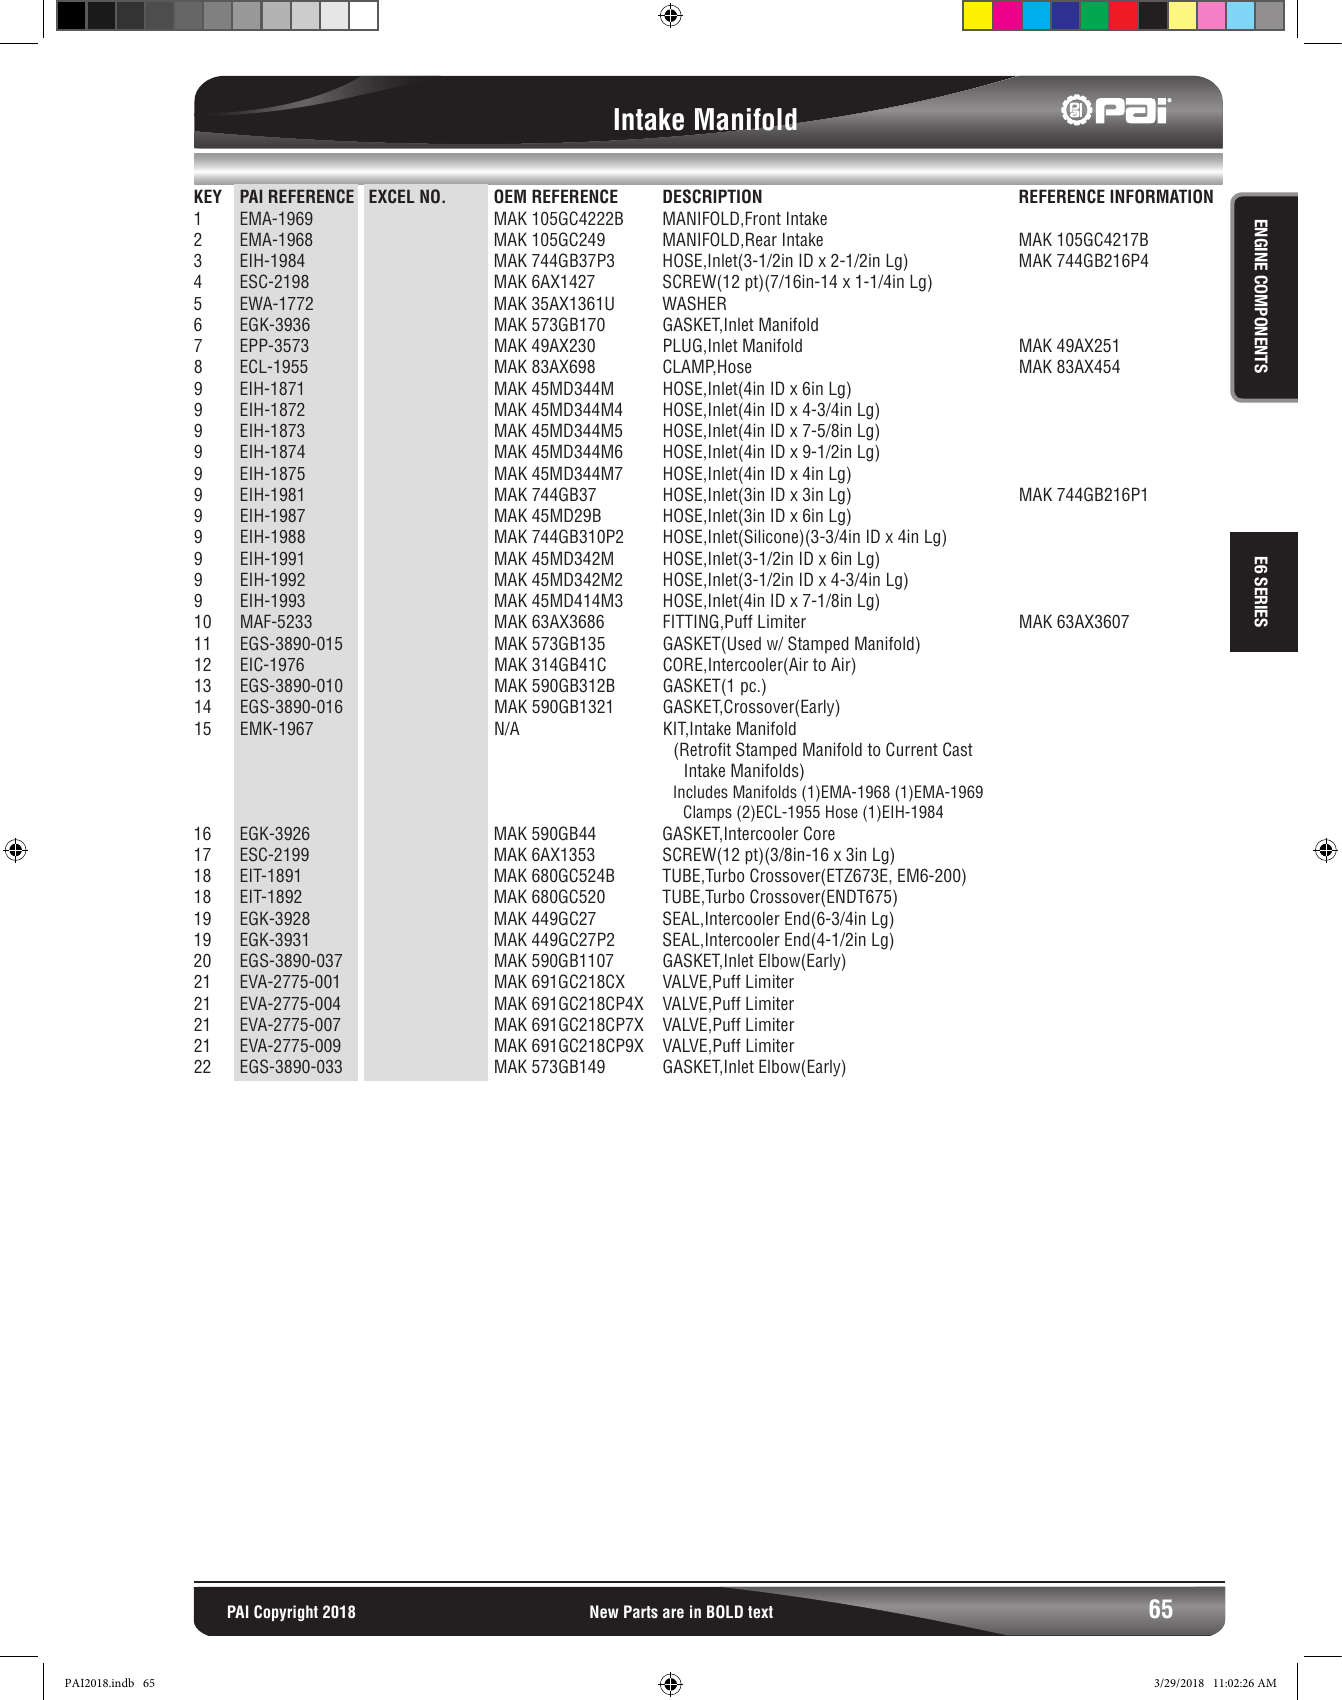 Intake Manifold
PAI
KEY PAI REFERENCE EXCEL NO. OEM REFERENCE DESCRIPTION REFERENCE INFORMATION
1 EMA-1969 MAK 105GC4222B MANIFOLD,Front Intake
2 EMA-1968 MAK 105GC249 MANIFOLD,Rear Intake MAK 105GC4217B
3 EIH-1984 MAK 744GB37P3 HOSE,Inlet(3-1/2in ID x 2-1/2in Lg) MAK 744GB216P4
4 ESC-2198 MAK 6AX1427 SCREW(12 pt)(7/16in-14 x 1-1/4in Lg)
5 EWA-1772 MAK 35AX1361U WASHER
6 EGK-3936 MAK 573GB170 GASKET,Inlet Manifold
7 EPP-3573 MAK 49AX230 PLUG,Inlet Manifold MAK 49AX251
8 ECL-1955 MAK 83AX698 CLAMP,Hose MAK 83AX454
9 EIH-1871 MAK 45MD344M HOSE,Inlet(4in ID x 6in Lg)
9 EIH-1872 MAK 45MD344M4 HOSE,Inlet(4in ID x 4-3/4in Lg)
9 EIH-1873 MAK 45MD344M5 HOSE,Inlet(4in ID x 7-5/8in Lg)
9 EIH-1874 MAK 45MD344M6 HOSE,Inlet(4in ID x 9-1/2in Lg)
9 EIH-1875 MAK 45MD344M7 HOSE,Inlet(4in ID x 4in Lg)
9 EIH-1981 MAK 744GB37 HOSE,Inlet(3in ID x 3in Lg) MAK 744GB216P1
9 EIH-1987 MAK 45MD29B HOSE,Inlet(3in ID x 6in Lg)
9 EIH-1988 MAK 744GB310P2 HOSE,Inlet(Silicone)(3-3/4in ID x 4in Lg)
9 EIH-1991 MAK 45MD342M HOSE,Inlet(3-1/2in ID x 6in Lg)
9 EIH-1992 MAK 45MD342M2 HOSE,Inlet(3-1/2in ID x 4-3/4in Lg)
9 EIH-1993 MAK 45MD414M3 HOSE,Inlet(4in ID x 7-1/8in Lg)
10 MAF-5233 MAK 63AX3686 FITTING,Puff Limiter MAK 63AX3607
11 EGS-3890-015 MAK 573GB135 GASKET(Used w/ Stamped Manifold)
12 EIC-1976 MAK 314GB41C CORE,Intercooler(Air to Air)
13 EGS-3890-010 MAK 590GB312B GASKET(1 pc.)
14 EGS-3890-016 MAK 590GB1321 GASKET,Crossover(Early)
15 EMK-1967 N/A KIT,Intake Manifold
(Retrofit Stamped Manifold to Current Cast
Intake Manifolds)
Includes Manifolds (1)EMA-1968 (1)EMA-1969
Clamps (2)ECL-1955 Hose (1)EIH-1984
16 EGK-3926 MAK 590GB44 GASKET,Intercooler Core
17 ESC-2199 MAK 6AX1353 SCREW(12 pt)(3/8in-16 x 3in Lg)
18 EIT-1891 MAK 680GC524B TUBE,Turbo Crossover(ETZ673E, EM6-200)
18 EIT-1892 MAK 680GC520 TUBE,Turbo Crossover(ENDT675)
19 EGK-3928 MAK 449GC27 SEAL,Intercooler End(6-3/4in Lg)
19 EGK-3931 MAK 449GC27P2 SEAL,Intercooler End(4-1/2in Lg)
20 EGS-3890-037 MAK 590GB1107 GASKET,Inlet Elbow(Early)
21 EVA-2775-001 MAK 691GC218CX VALVE,Puff Limiter
21 EVA-2775-004 MAK 691GC218CP4X VALVE,Puff Limiter
21 EVA-2775-007 MAK 691GC218CP7X VALVE,Puff Limiter
21 EVA-2775-009 MAK 691GC218CP9X VALVE,Puff Limiter
22 EGS-3890-033 MAK 573GB149 GASKET,Inlet Elbow(Early)
ENGINE COMPONENTS
E6 SERIES
PAI Copyright 2018 New Parts are in BOLD text 65
PAI2018.indb 65 3/29/2018 11:02:26 AM